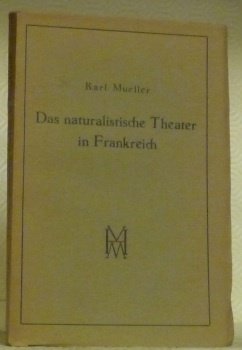 Karl Mueller
Das naturalistische Theater
in Frankreich